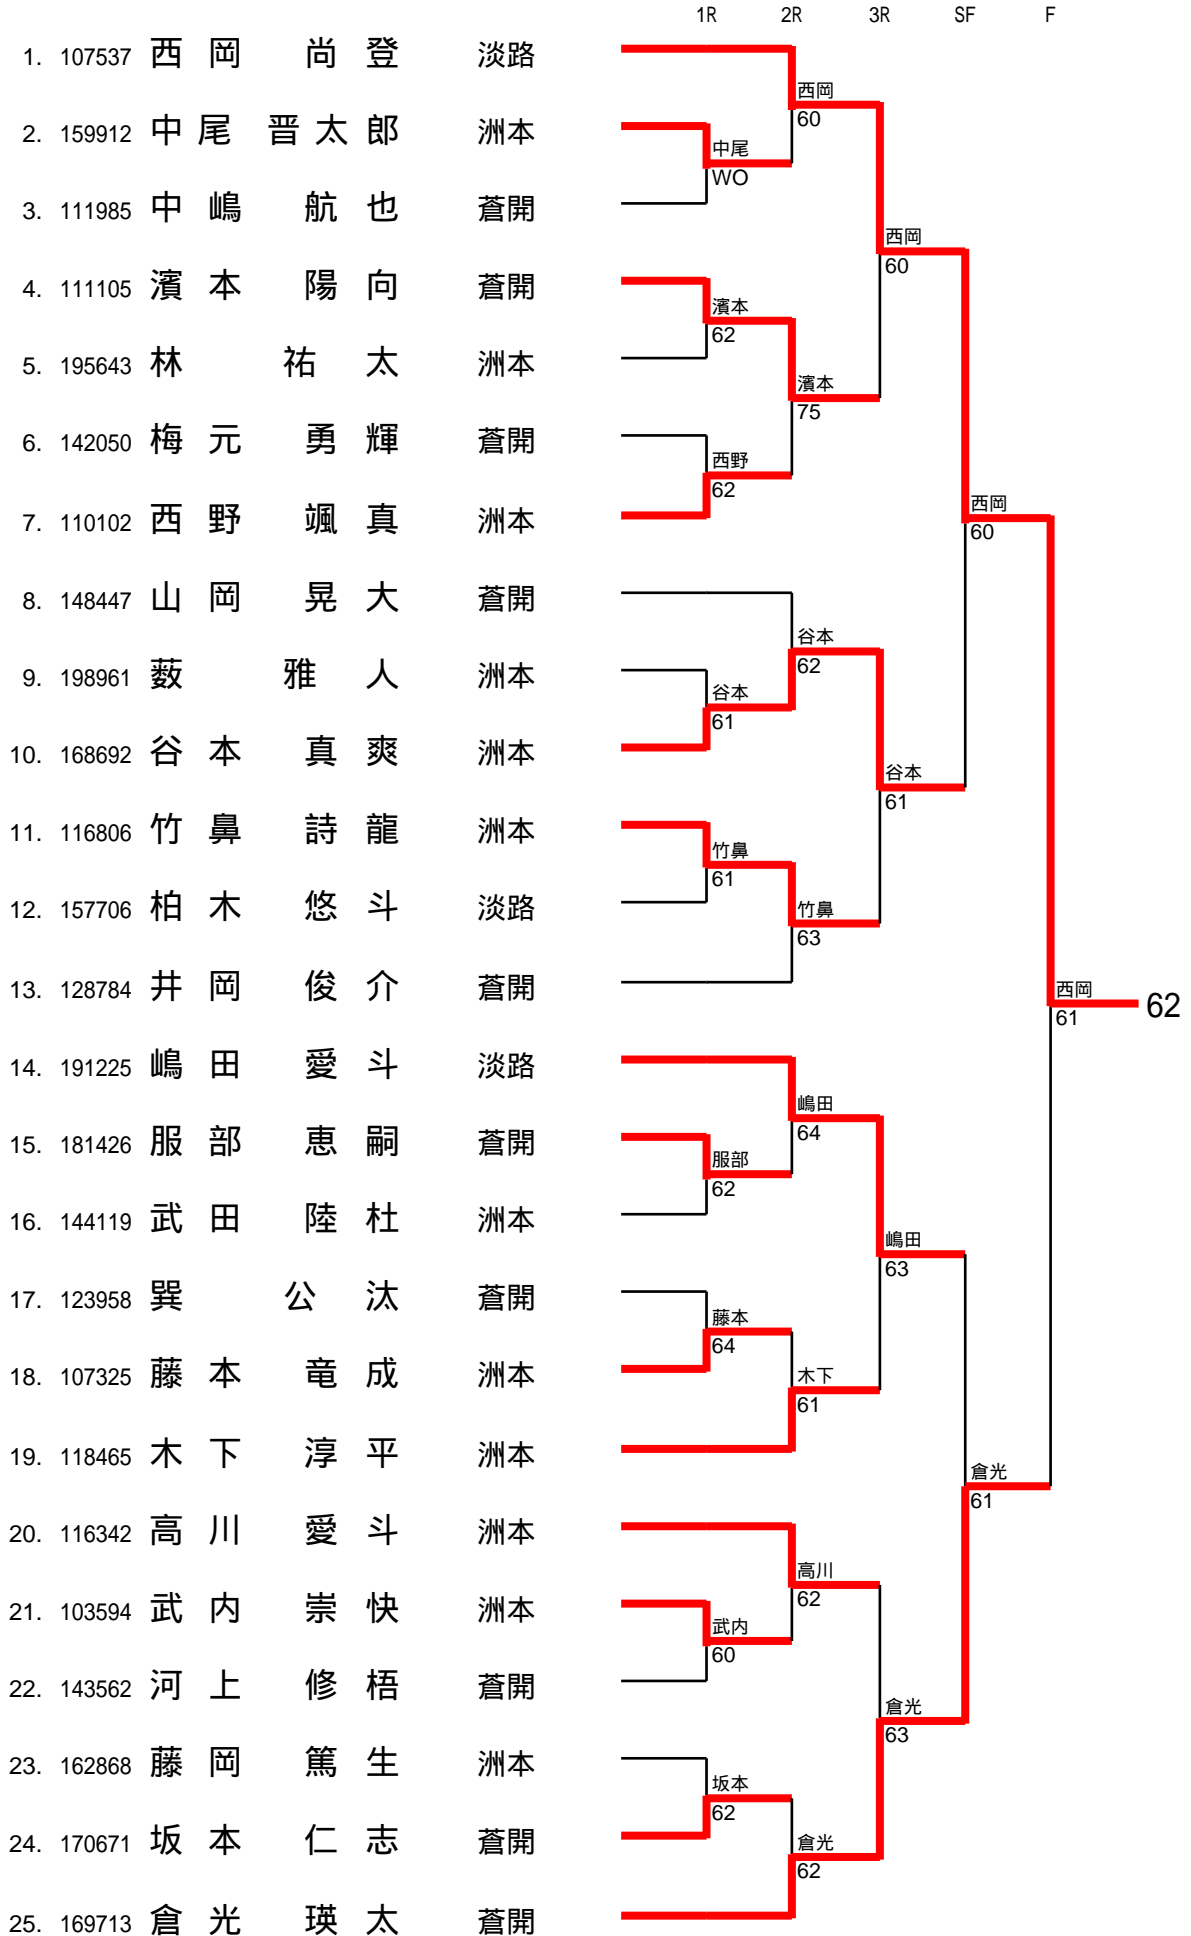 1R 2R 3R SF F
1. 107537 西岡 尚登 淡路
西岡
60
2. 159912 中尾 晋太郎 洲本
中尾
WO
3. 111985 中嶋 航也 蒼開
西岡
60
4. 111105 濱本 陽向 蒼開
濱本
62
5. 195643 林 祐太 洲本
濱本
75
6. 142050 梅元 勇輝 蒼開
西野
62
7. 110102 西野 颯真 洲本
西岡
60
8. 148447 山岡 晃大 蒼開
谷本
62
9. 198961 薮 雅人 洲本
谷本
61
10. 168692 谷本 真爽 洲本
谷本
61
11. 116806 竹鼻 詩龍 洲本
竹鼻
61
12. 157706 柏木 悠斗 淡路
竹鼻
63
13. 128784 井岡 俊介 蒼開
西岡
61
62
14. 191225 嶋田 愛斗 淡路
嶋田
64
15. 181426 服部 恵嗣 蒼開
服部
62
16. 144119 武田 陸杜 洲本
嶋田
63
17. 123958 巽 公汰 蒼開
藤本
64
18. 107325 藤本 竜成 洲本
木下
61
19. 118465 木下 淳平 洲本
倉光
61
20. 116342 高川 愛斗 洲本
高川
62
21. 103594 武内 崇快 洲本
武内
60
22. 143562 河上 修梧 蒼開
倉光
63
23. 162868 藤岡 篤生 洲本
坂本
62
24. 170671 坂本 仁志 蒼開
倉光
62
25. 169713 倉光 瑛太 蒼開